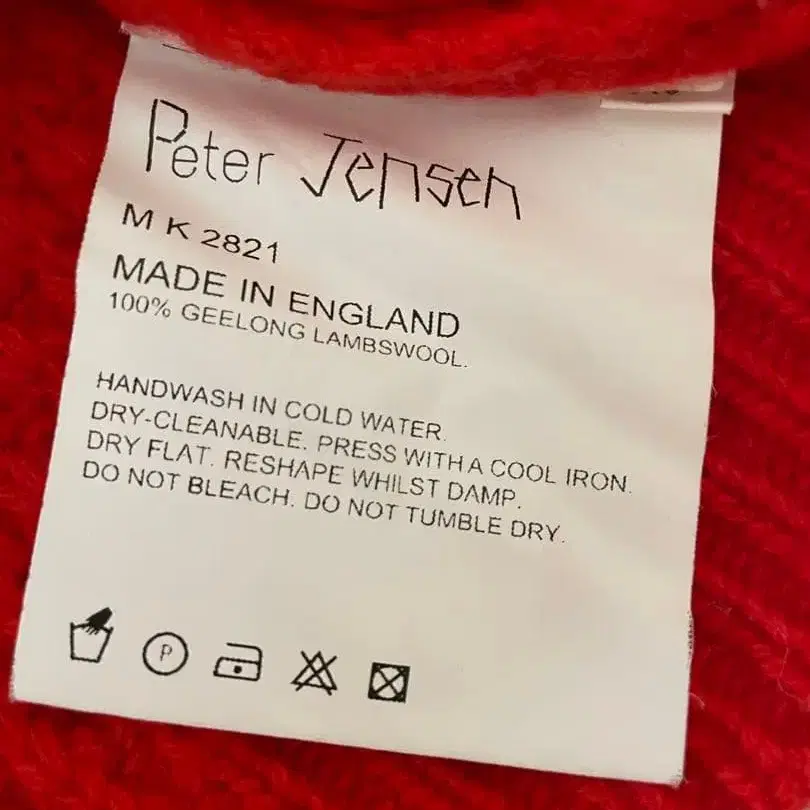 Peter Jensen
MK2821
MADE IN ENGLAND
100% GEELONG LAMBSWOOL.
HANDWASH IN COLD WATER.
DRY-CLEANABLE. PRESS WITH A COOL IRON.
DRY FLAT. RESHAPE WHILST DAMP.
DO NOT BLEACH. DO NOT TUMBLE DRY.
P